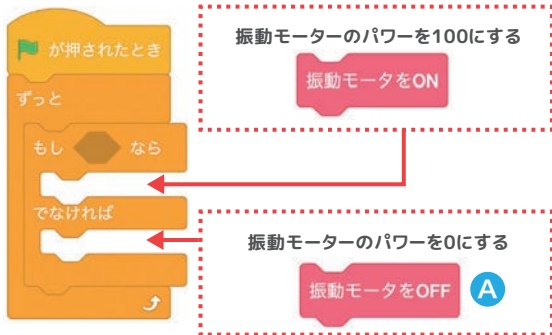 が押されたとき
ずっと
もし なら
でなければ
振動モーターのパワーを100にする
振動モータをON
振動モーターのパワーを0にする
振動モータをOFF
A